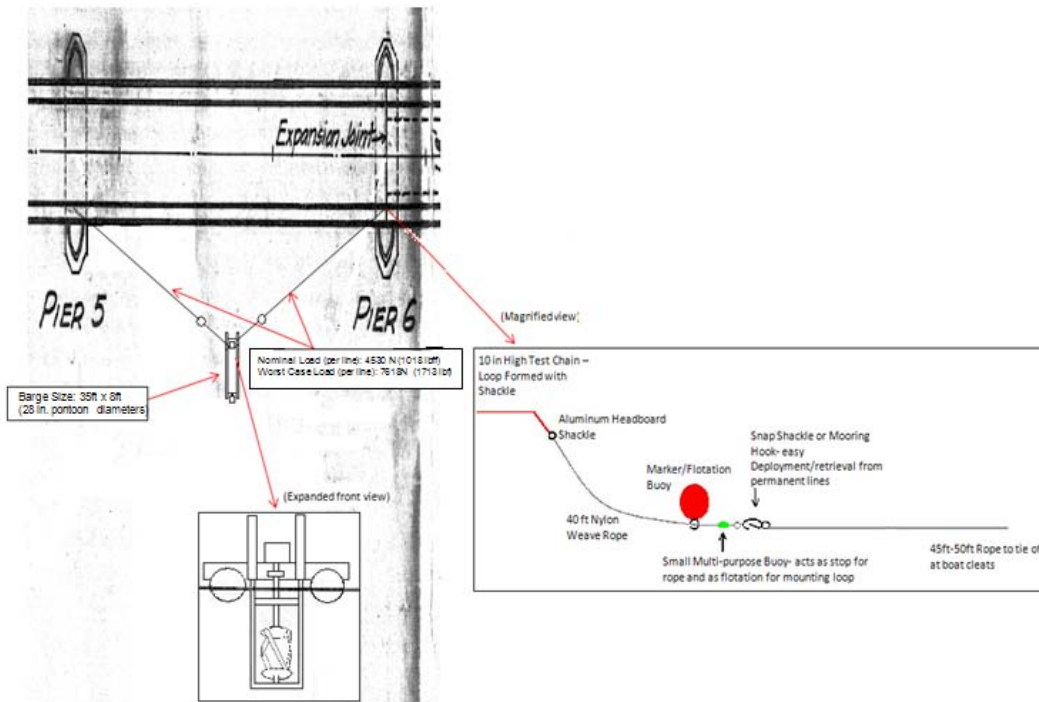 Expansion Joint
PIER 5
PIER 6
(Magnified view)
Nominal Load (per line): 4530 N (1018 lbf)
Worst Case Load (per line): 7618N (1713 lbf)
Barge Size: 35ft x 8ft
(28 in. pontoon diameters)
10 in High Test Chain –
Loop Formed with
Shackle
Aluminum Headboard
Shackle
Snap Shackle or Mooring
Hook- easy
Deployment/retrieval from
permanent lines
Marker/Flotation
Buoy
40 ft Nylon
Weave Rope
Small Multi-purpose Buoy- acts as stop for
rope and as flotation for mounting loop
45ft-50ft Rope to tie of
at boat cleats
(Expanded front view)